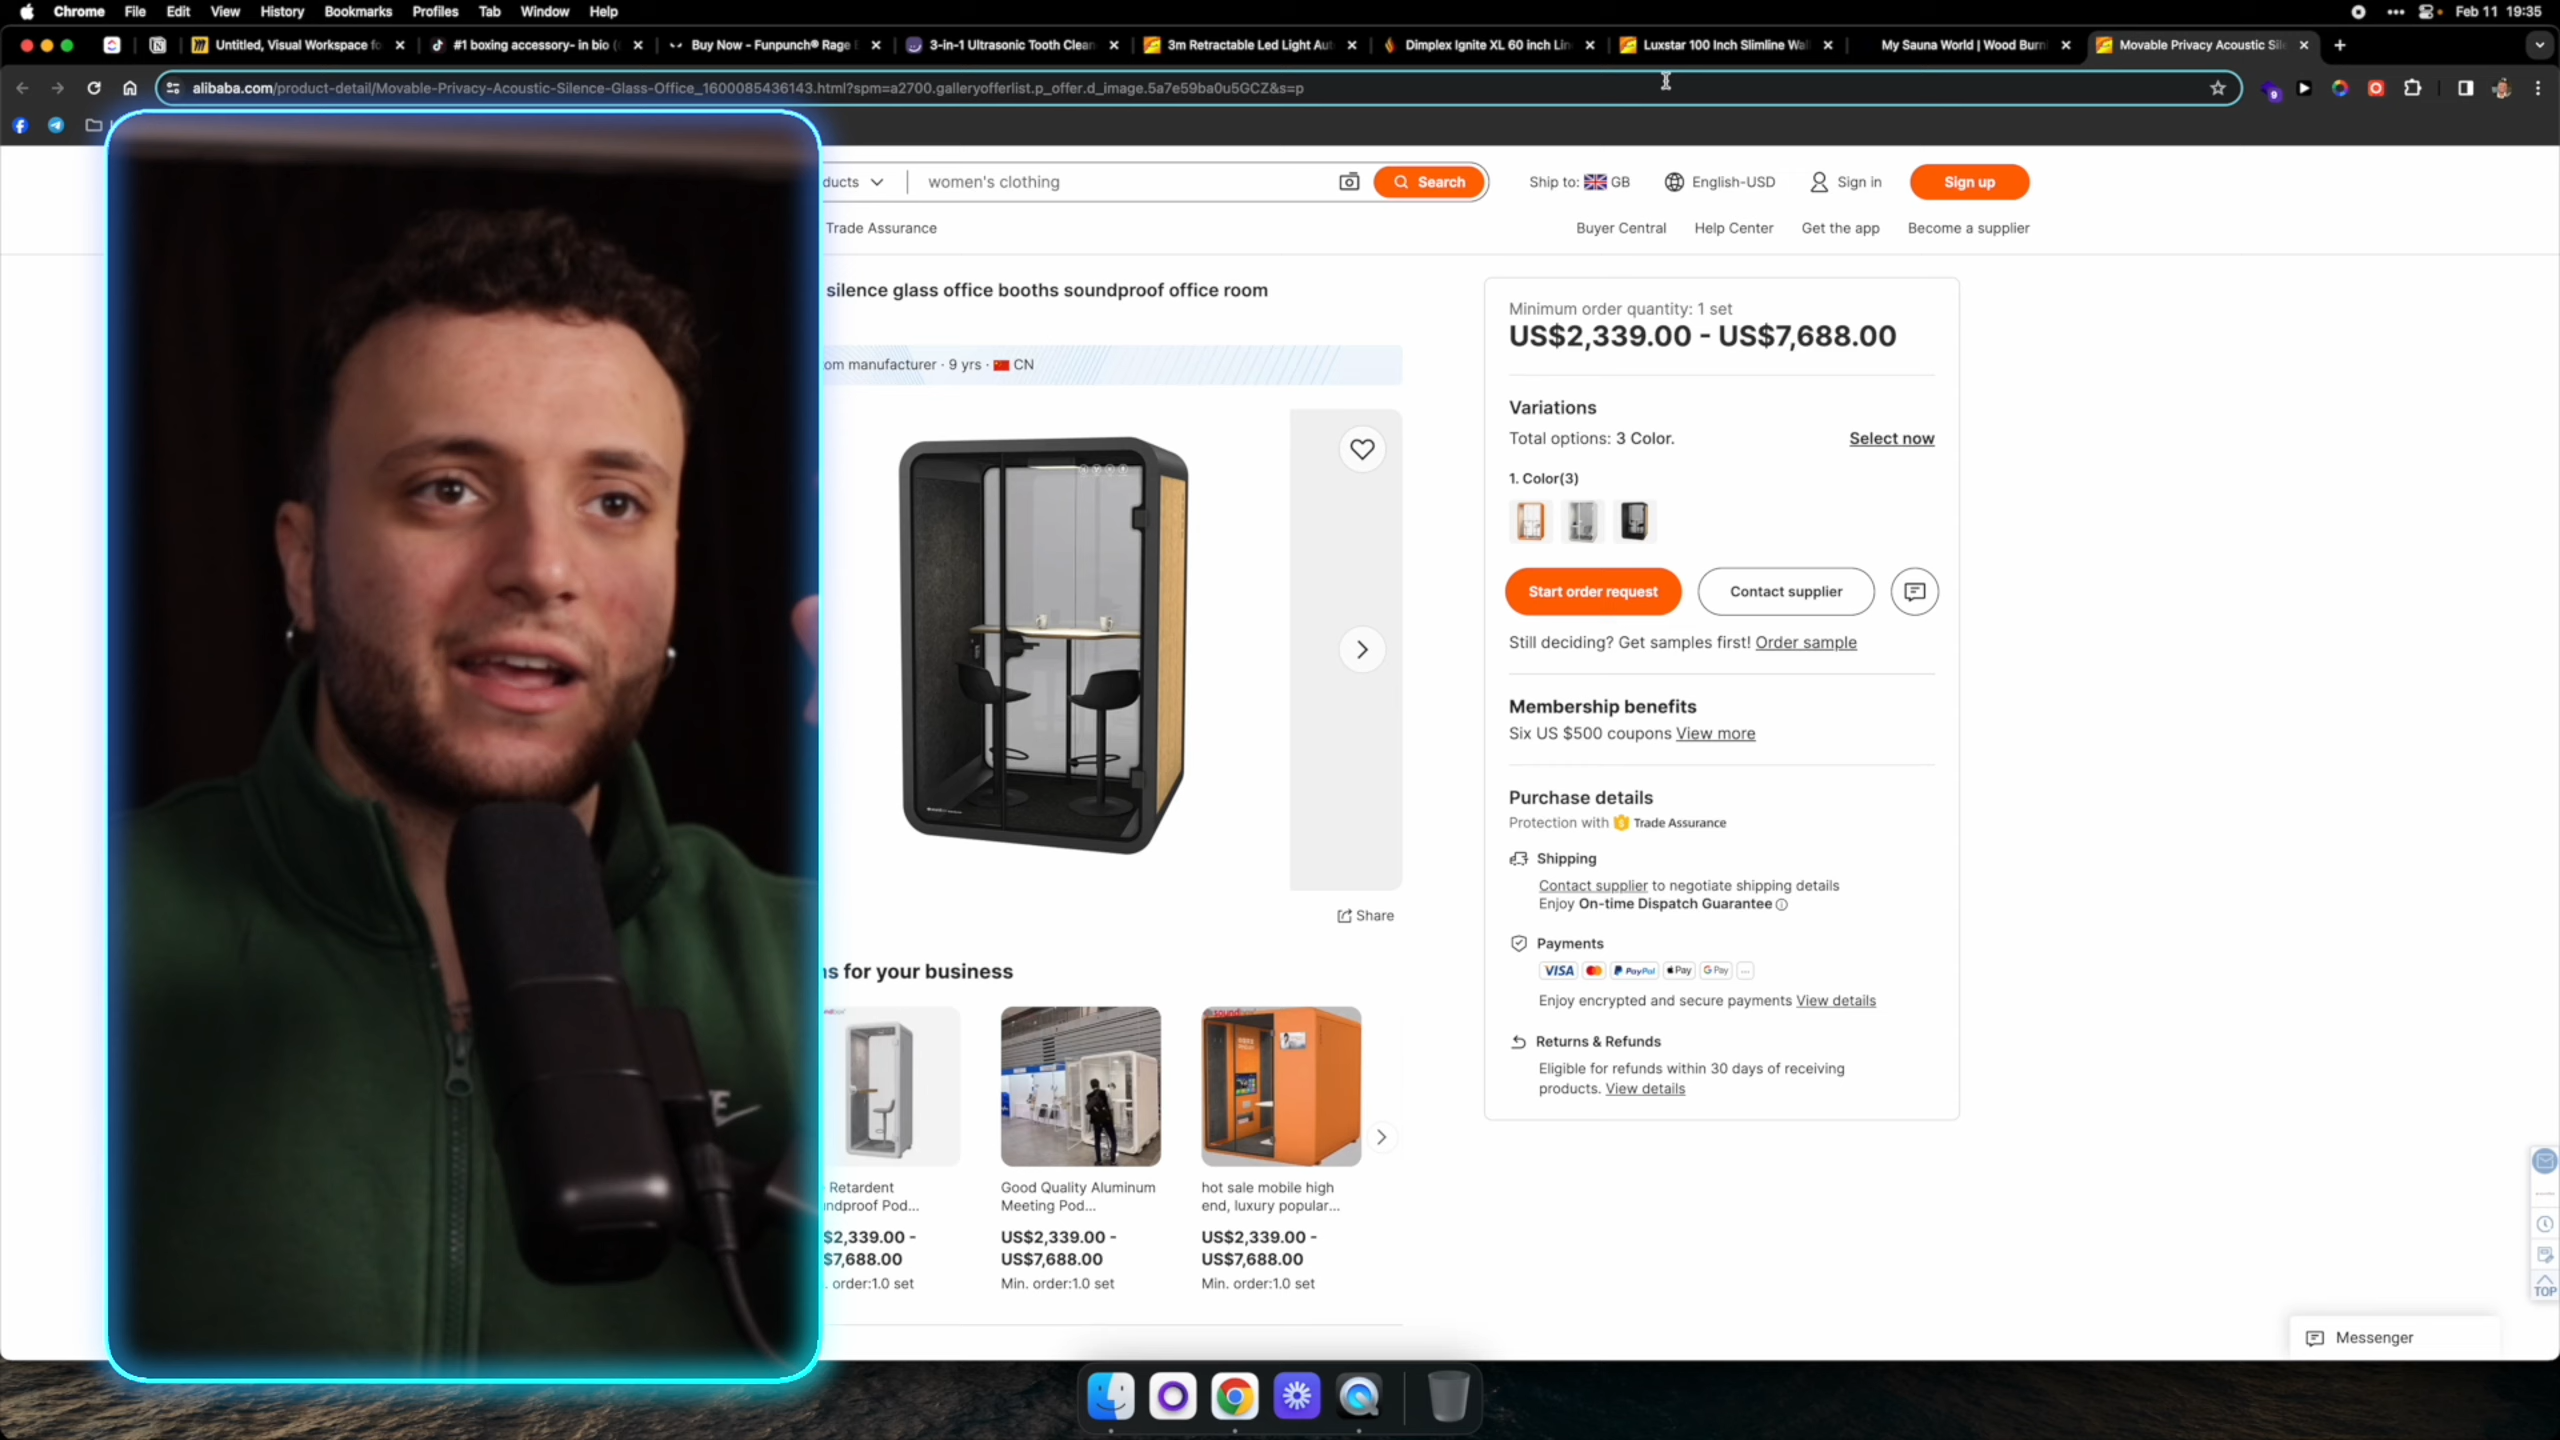 Chrome File Edit View History Bookmarks Profiles Tab Window Help
Feb 11 19:35
Untitled, Visual Workspace fo
#1 boxing accessory- in bio (
Buy Now - Funpunch® Rage
3-in-1 Ultrasonic Tooth Clean
3m Retractable Led Light Aut
Dimplex Ignite XL 60 inch Lin
Luxstar 100 Inch Slimline Wal
My Sauna World | Wood Burn
Movable Privacy Acoustic Sil
alibaba.com/product-detail/Movable-Privacy-Acoustic-Silence-Glass-Office_1600085436143.html?spm=a2700.galleryofferlist.p_offer.d_image.5a7e59ba0u5GCZ&s=p
9
ducts women's clothing Search
Ship to: GB English-USD Sign in Sign up
Trade Assurance
Buyer Central Help Center Get the app Become a supplier
silence glass office booths soundproof office room
om manufacturer · 9 yrs · CN
Share
ns for your business
Retardent
ndproof Pod...
$2,339.00 -
$7,688.00
. order:1.0 set
Good Quality Aluminum
Meeting Pod...
US$2,339.00 -
US$7,688.00
Min. order:1.0 set
hot sale mobile high
end, luxury popular...
US$2,339.00 -
US$7,688.00
Min. order:1.0 set
Minimum order quantity: 1 set
US$2,339.00 - US$7,688.00
Variations
Total options: 3 Color. Select now
1. Color(3)
Start order request Contact supplier
Still deciding? Get samples first! Order sample
Membership benefits
Six US $500 coupons View more
Purchase details
Protection with Trade Assurance
Shipping
Contact supplier to negotiate shipping details
Enjoy On-time Dispatch Guarantee
Payments
VISA PayPal Pay G Pay ...
Enjoy encrypted and secure payments View details
Returns & Refunds
Eligible for refunds within 30 days of receiving
products. View details
TOP
Messenger